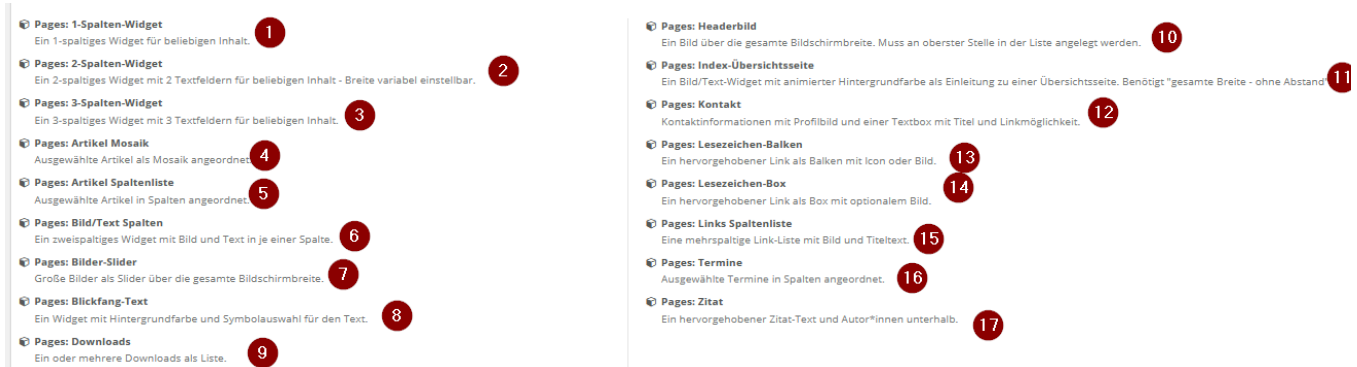 Pages: 1-Spalten-Widget
Ein 1-spaltiges Widget für beliebigen Inhalt.
1
Pages: 2-Spalten-Widget
Ein 2-spaltiges Widget mit 2 Textfeldern für beliebigen Inhalt - Breite variabel einstellbar.
2
Pages: 3-Spalten-Widget
Ein 3-spaltiges Widget mit 3 Textfeldern für beliebigen Inhalt.
3
Pages: Artikel Mosaik
Ausgewählte Artikel als Mosaik angeordnet.
4
Pages: Artikel Spaltenliste
Ausgewählte Artikel in Spalten angeordnet.
5
Pages: Bild/Text Spalten
Ein zweispaltiges Widget mit Bild und Text in je einer Spalte.
6
Pages: Bilder-Slider
Große Bilder als Slider über die gesamte Bildschirmbreite.
7
Pages: Blickfang-Text
Ein Widget mit Hintergrundfarbe und Symbolauswahl für den Text.
8
Pages: Downloads
Ein oder mehrere Downloads als Liste.
9
Pages: Headerbild
Ein Bild über die gesamte Bildschirmbreite. Muss an oberster Stelle in der Liste angelegt werden.
10
Pages: Index-Übersichtsseite
Ein Bild/Text-Widget mit animierter Hintergrundfarbe als Einleitung zu einer Übersichtsseite. Benötigt "gesamte Breite - ohne Abstand"
11
Pages: Kontakt
Kontaktinformationen mit Profilbild und einer Textbox mit Titel und Linkmöglichkeit.
12
Pages: Lesezeichen-Balken
Ein hervorgehobener Link als Balken mit Icon oder Bild.
13
Pages: Lesezeichen-Box
Ein hervorgehobener Link als Box mit optionalem Bild.
14
Pages: Links Spaltenliste
Eine mehrspaltige Link-Liste mit Bild und Titeltext.
15
Pages: Termine
Ausgewählte Termine in Spalten angeordnet.
16
Pages: Zitat
Ein hervorgehobener Zitat-Text und Autor*innen unterhalb.
17